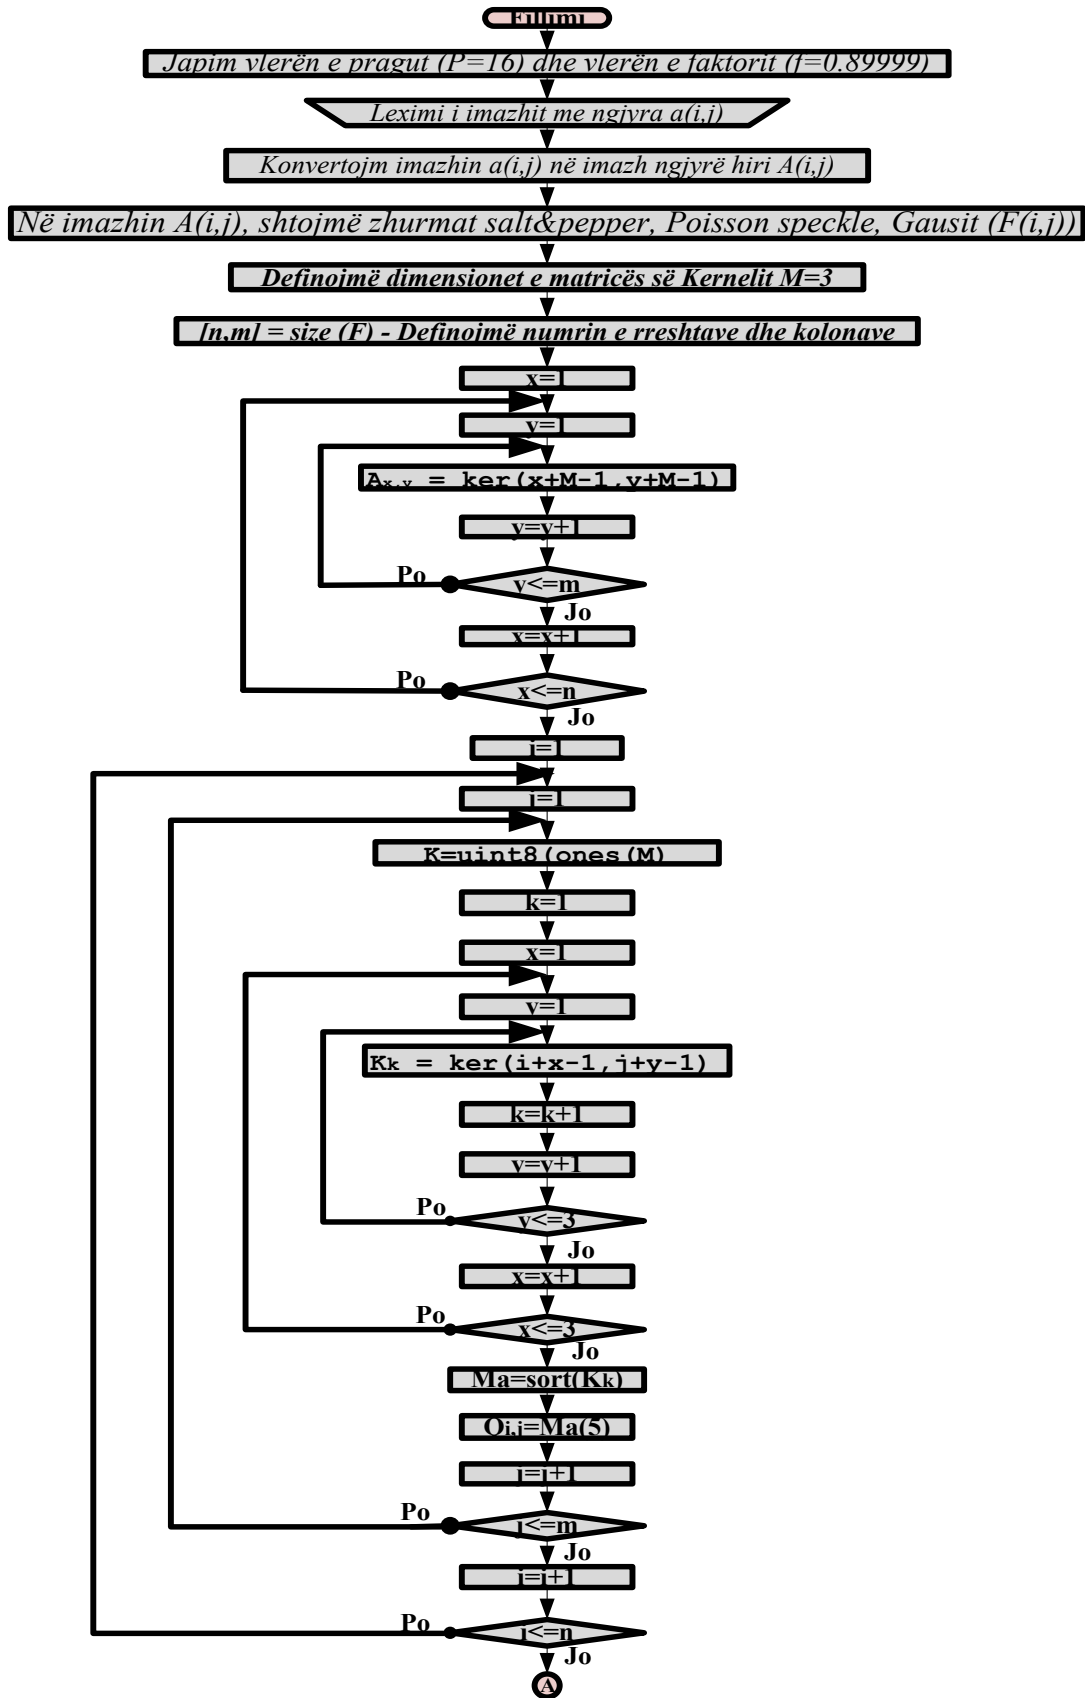 Fillimi
Japim vlerën e pragut (P=16) dhe vlerën e faktorit (f=0.89999)
Leximi i imazhit me ngjyra a(i,j)
Konvertojm imazhin a(i,j) në imazh ngjyrë hiri A(i,j)
Në imazhin A(i,j), shtojmë zhurmat salt&pepper, Poisson speckle, Gausit (F(i,j))
Definojmë dimensionet e matricës së Kernelit M=3
[n,m] = size (F) - Definojmë numrin e rreshtave dhe kolonave
x=1
y=1
Ax,y = ker(x+M-1,y+M-1)
y=y+1
Po
y<=m
Jo
x=x+1
Po
x<=n
Jo
i=1
j=1
K=uint8(ones(M)
k=1
x=1
y=1
Kk = ker(i+x-1,j+y-1)
k=k+1
y=y+1
Po
y<=3
Jo
x=x+1
Po
x<=3
Jo
Ma=sort(Kk)
Oi,j=Ma(5)
j=j+1
Po
j<=m
Jo
i=i+1
Po
i<=n
Jo
A